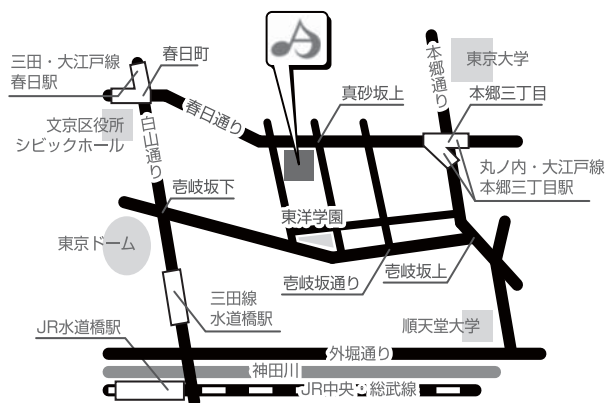 三田・大江戸線
春日駅
春日町
文京区役所
シビックホール
白山通り
春日通り
真砂坂上
本郷通り
東京大学
本郷三丁目
丸ノ内・大江戸線
本郷三丁目駅
壱岐坂下
東洋学園
東京ドーム
壱岐坂通り
壱岐坂上
三田線
水道橋駅
JR水道橋駅
順天堂大学
外堀通り
神田川
JR中央・総武線